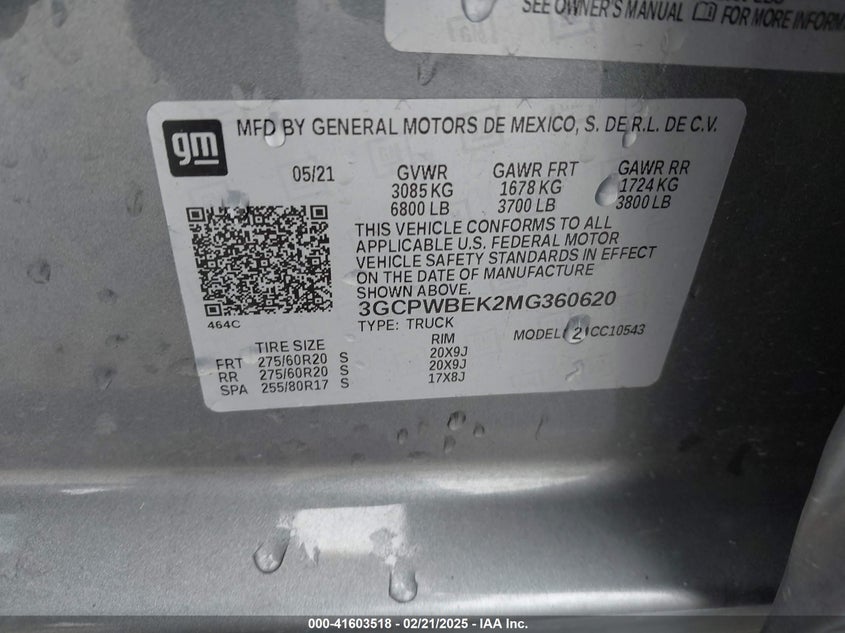 SEE OWNER'S MANUAL FOR MORE INFORM
gm
MFD BY GENERAL MOTORS DE MEXICO, S. DE R.L. DE C.V.
05/21 GVWR GAWR FRT GAWR RR
3085 KG 1678 KG 1724 KG
6800 LB 3700 LB 3800 LB
THIS VEHICLE CONFORMS TO ALL
APPLICABLE U.S. FEDERAL MOTOR
VEHICLE SAFETY STANDARDS IN EFFECT
ON THE DATE OF MANUFACTURE
SHOWN ABOVE.
3GCPWBEK2MG360620
464C
TYPE: TRUCK MODEL: 21CC10543
TIRE SIZE RIM
FRT 275/60R20 S 20X9J
RR 275/60R20 S 20X9J
SPA 255/80R17 S 17X8J
000-41603518 - 02/21/2025 - IAA Inc.